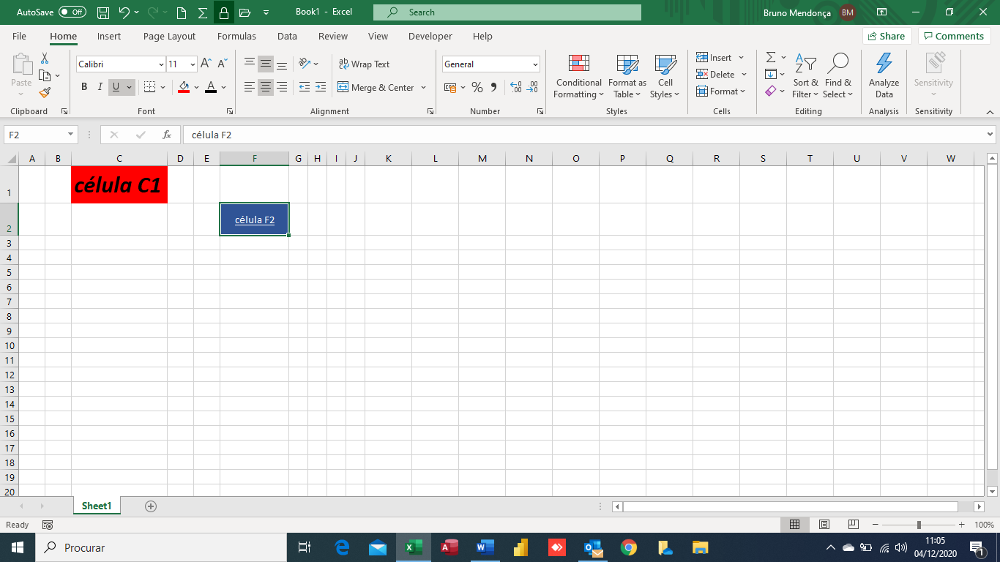 AutoSave Off Book1 - Excel Search Bruno Mendonça BM
File Home Insert Page Layout Formulas Data Review View Developer Help Share Comments
Calibri 11 A A ab Wrap Text General Insert
Paste B I U A Merge & Center % Conditional Formatting Format as Table Cell Styles Delete Format Sort & Filter Find & Select Analyze Data Sensitivity
Clipboard Font Alignment Number Styles Cells Editing Analysis Sensitivity
F2 fx célula F2
A B C D E F G H I J K L M N O P Q R S T U V W
1 célula C1
2 célula F2
3
4
5
6
7
8
9
10
11
12
13
14
15
16
17
18
19
20
Sheet1
Ready 100%
Procurar 11:05
04/12/2020 1